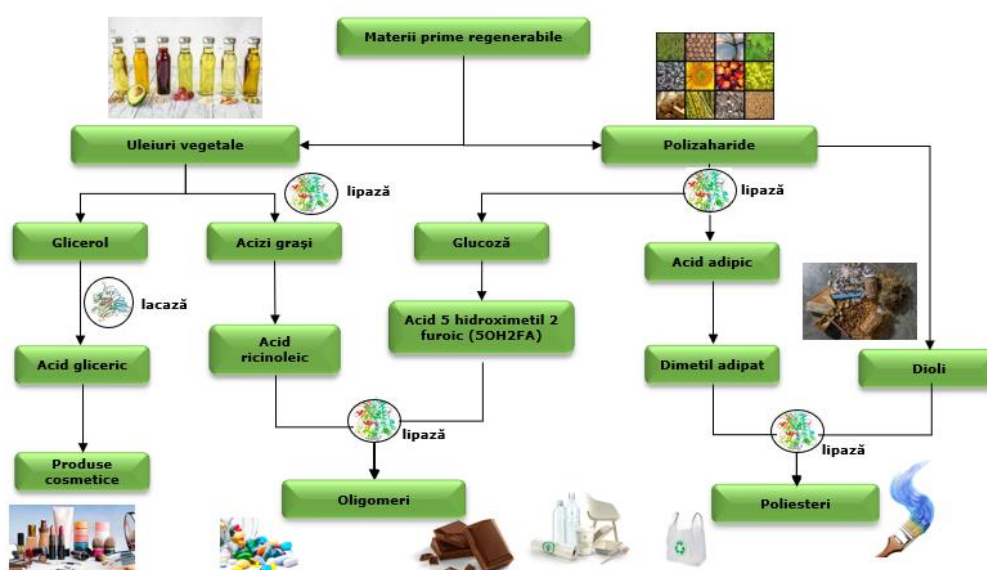 Materii prime regenerabile
Uleiuri vegetale
Polizaharide
lipază
lipază
Glicerol
Acizi grași
Glucoză
Acid adipic
lacază
Acid gliceric
Acid
ricinoleic
Acid 5 hidroximetil 2
furoic (5OH2FA)
Dimetil adipat
Dioli
lipază
lipază
Produse
cosmetice
Oligomeri
Poliesteri